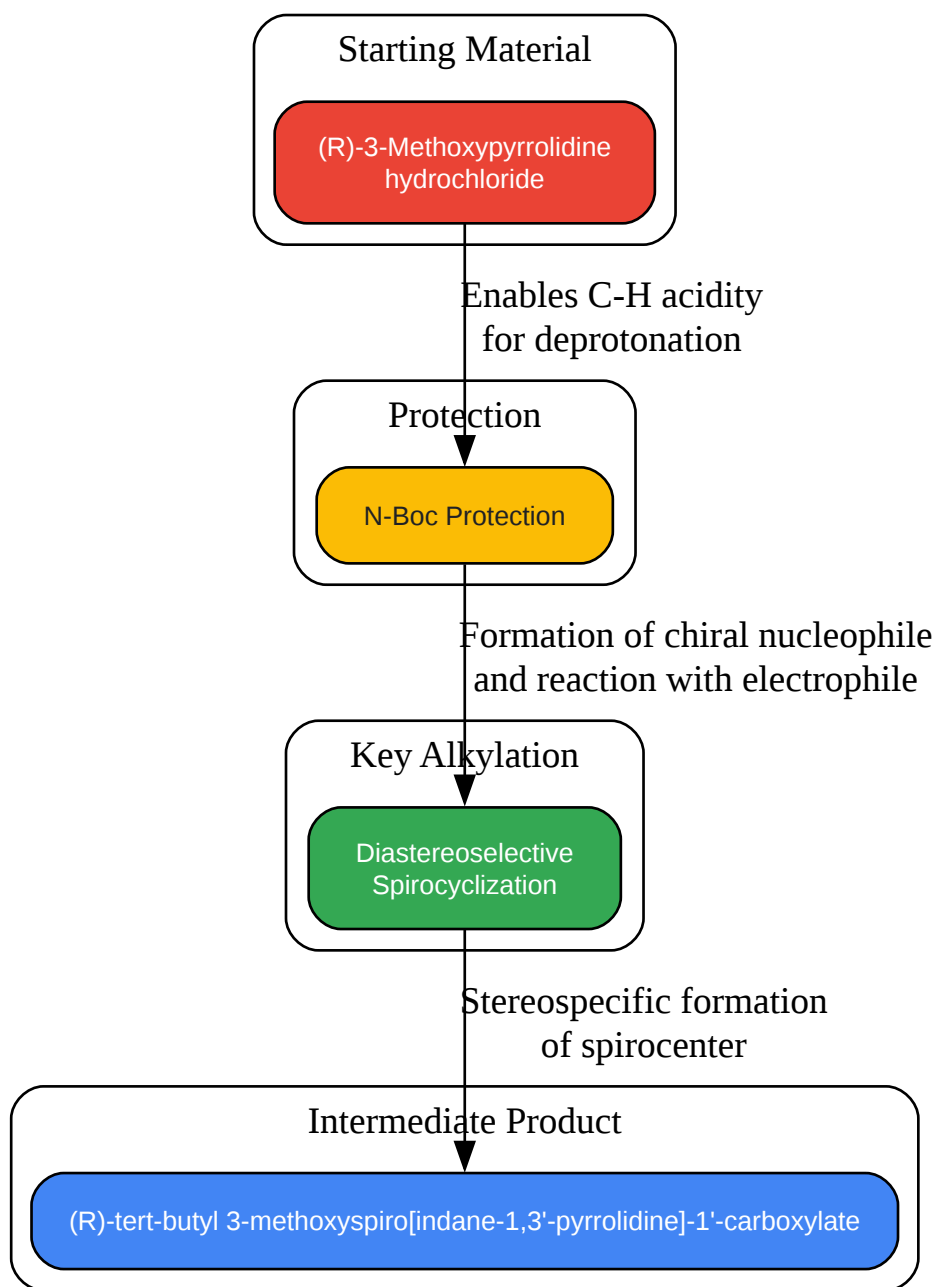 Starting Material
(R)-3-Methoxypyrrolidine
hydrochloride
Enables C-H acidity
for deprotonation
Protection
N-Boc Protection
Formation of chiral nucleophile
and reaction with electrophile
Key Alkylation
Diastereoselective
Spirocyclization
Stereospecific formation
of spirocenter
Intermediate Product
(R)-tert-butyl 3-methoxyspiro[indane-1,3'-pyrrolidine]-1'-carboxylate